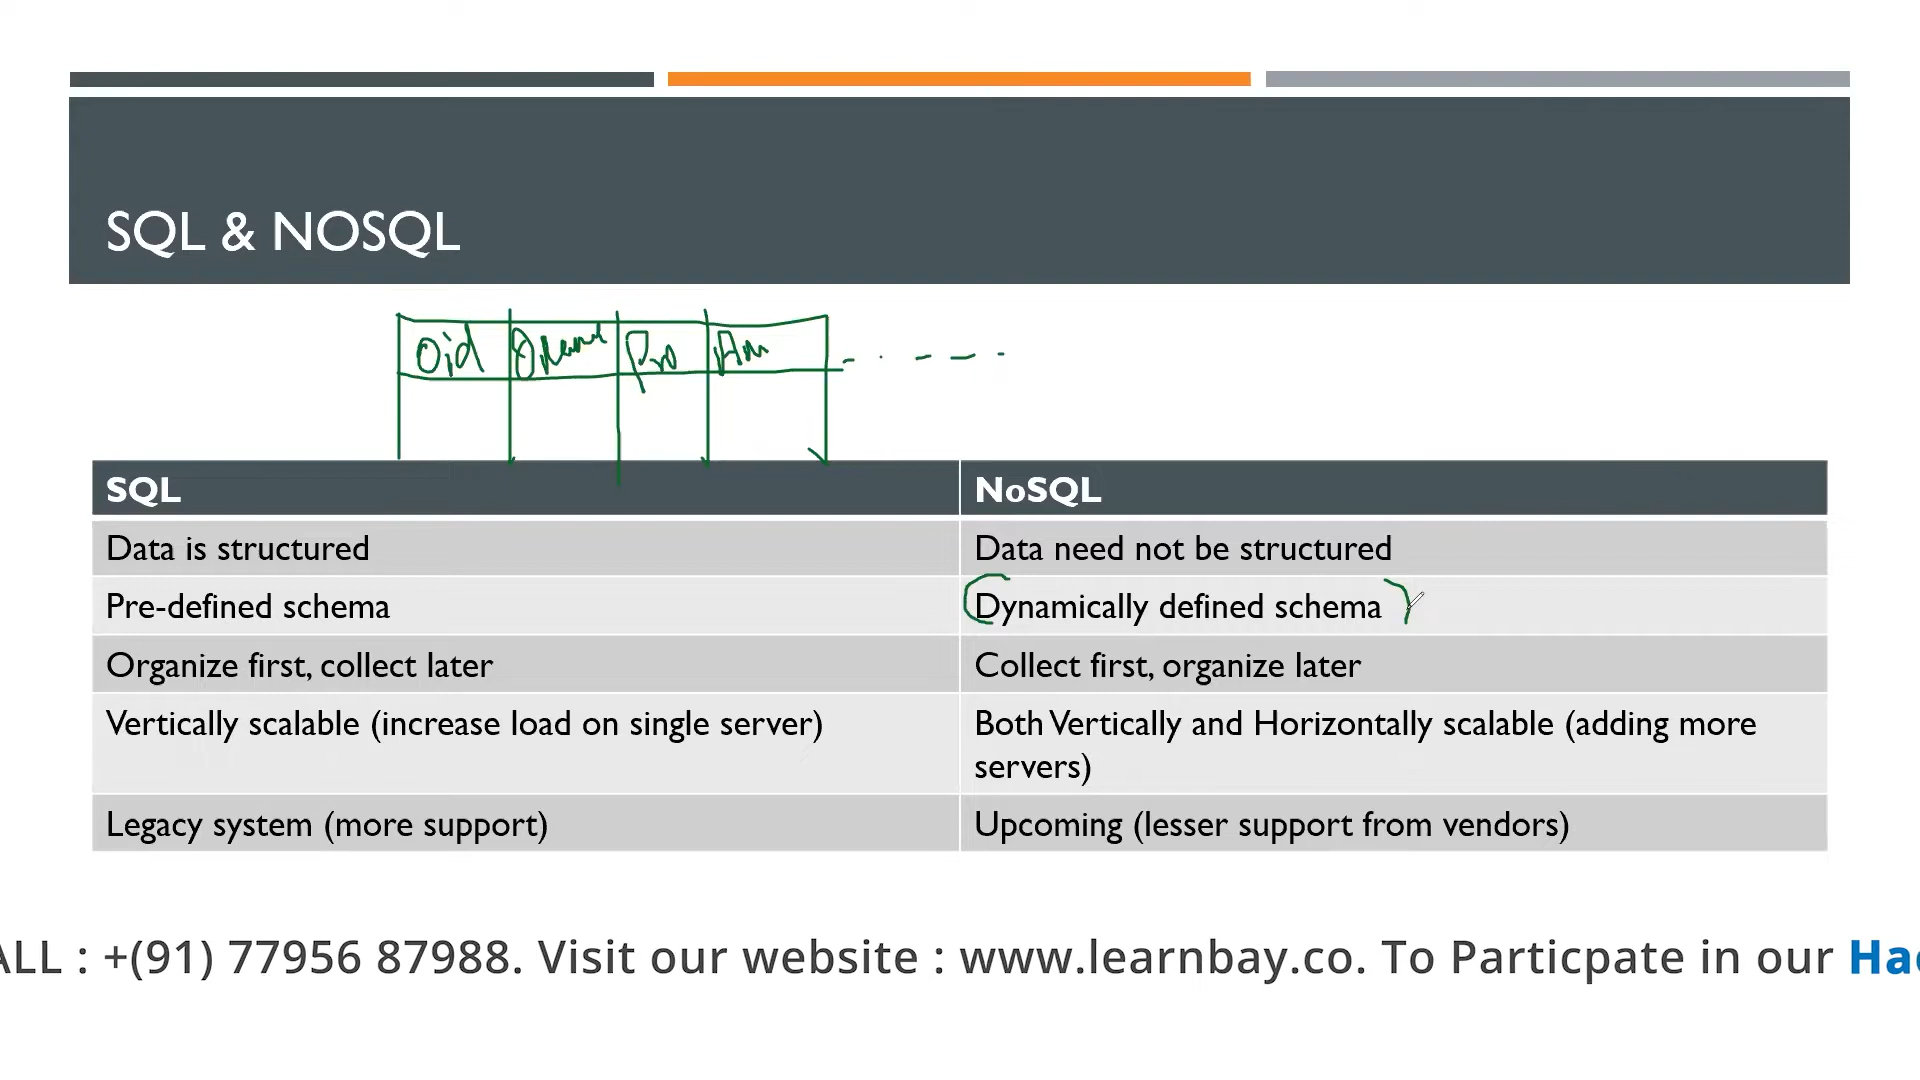 SQL & NOSQL
Oid
SQL
NoSQL
Data is structured
Data need not be structured
Pre-defined schema
Dynamically defined schema
Organize first, collect later
Collect first, organize later
Vertically scalable (increase load on single server)
Both Vertically and Horizontally scalable (adding more
servers)
Legacy system (more support)
Upcoming (lesser support from vendors)
ALL : +(91) 77956 87988. Visit our website : www.learnbay.co. To Particpate in our